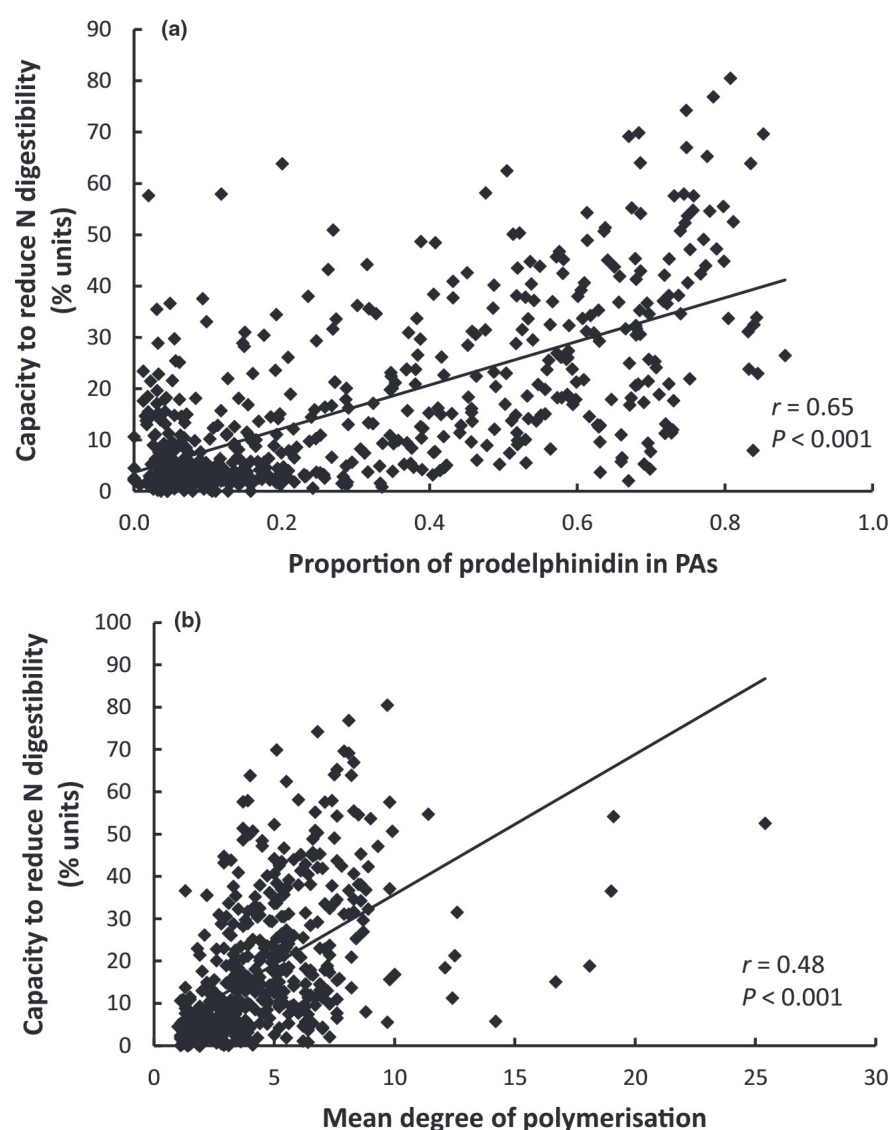 (a)
90
80
70
60
50
40
30
20
10
0
Capacity to reduce N digestibility
(% units)
r = 0.65
P < 0.001
0.0 0.2 0.4 0.6 0.8 1.0
Proportion of prodelphinidin in PAs
(b)
100
90
80
70
60
50
40
30
20
10
0
Capacity to reduce N digestibility
(% units)
r = 0.48
P < 0.001
0 5 10 15 20 25 30
Mean degree of polymerisation